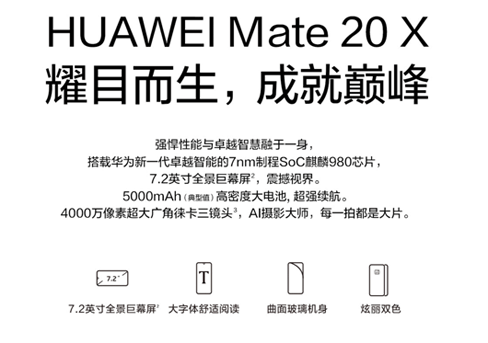 HUAWEI Mate 20 X
耀目而生，成就巅峰
强悍性能与卓越智慧融于一身，
搭载华为新一代卓越智能的7nm制程SoC麒麟980芯片，
7.2英寸全景巨幕屏²，震撼视界。
5000mAh（典型值）高密度大电池, 超强续航。
4000万像素超大广角徕卡三镜头³，AI摄影大师，每一拍都是大片。
7.2"
T
7.2英寸全景巨幕屏² 大字体舒适阅读 曲面玻璃机身 炫丽双色